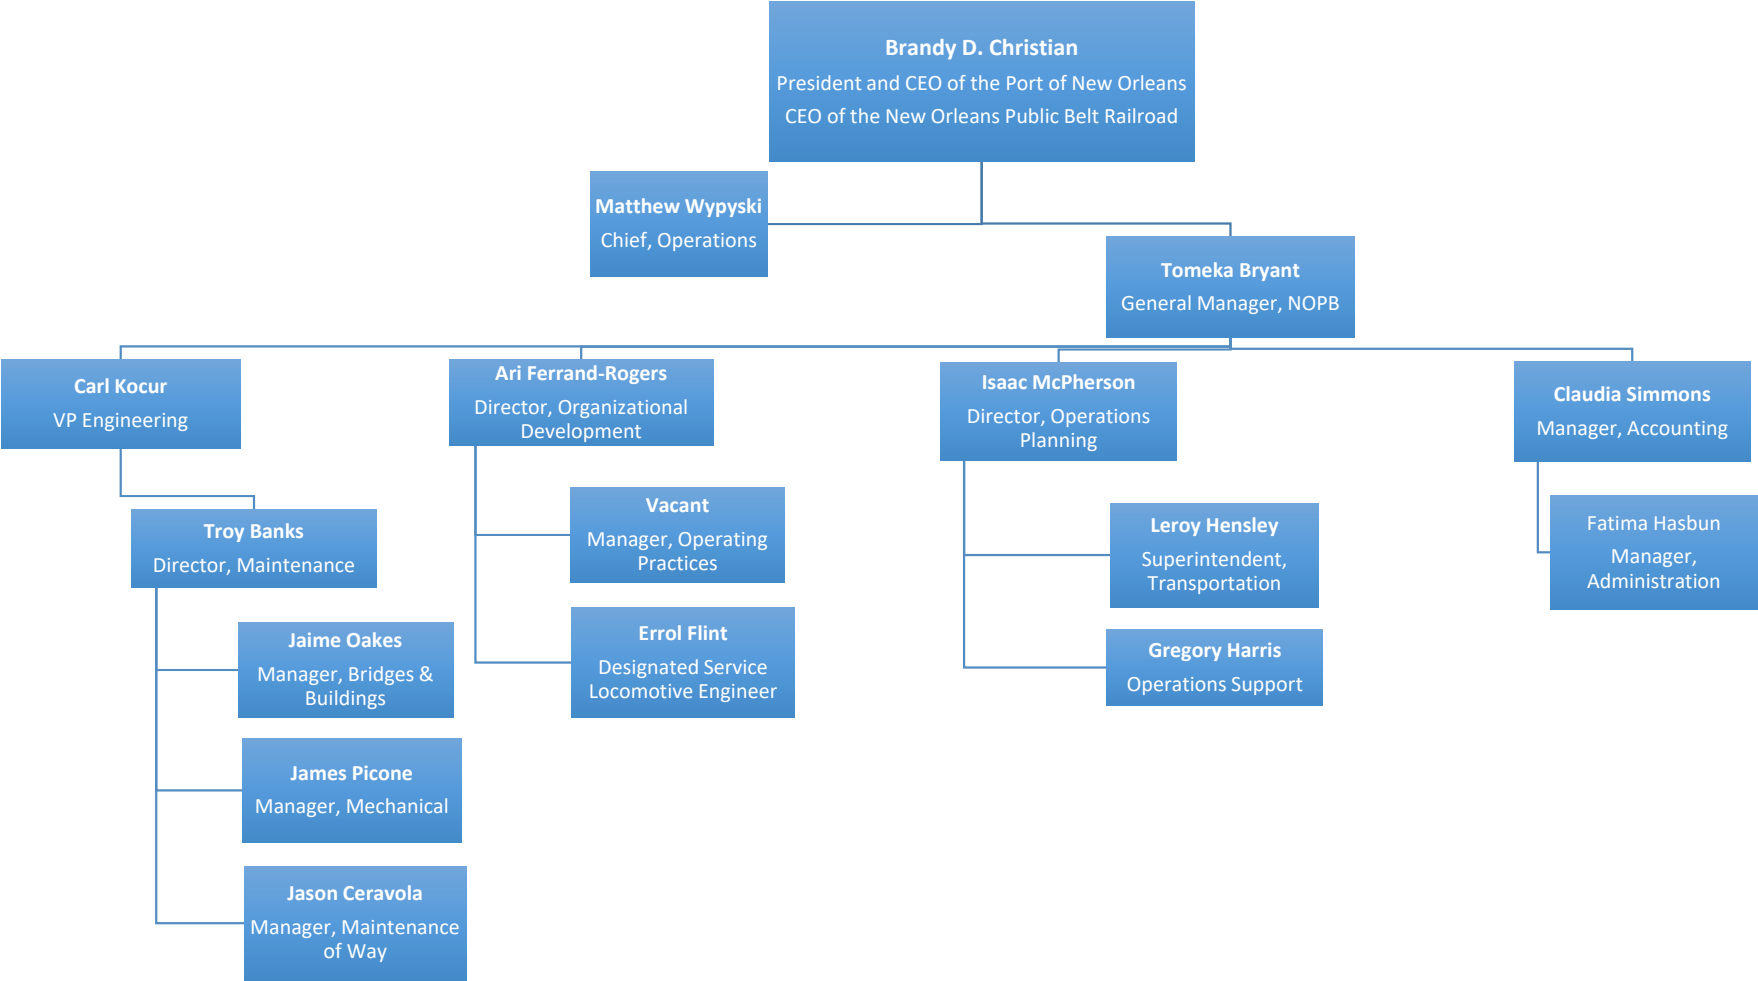 Brandy D. Christian
President and CEO of the Port of New Orleans
CEO of the New Orleans Public Belt Railroad
Matthew Wypyski
Chief, Operations
Tomeka Bryant
General Manager, NOPB
Carl Kocur
VP Engineering
Ari Ferrand-Rogers
Director, Organizational
Development
Isaac McPherson
Director, Operations
Planning
Claudia Simmons
Manager, Accounting
Troy Banks
Director, Maintenance
Jaime Oakes
Manager, Bridges &
Buildings
James Picone
Manager, Mechanical
Jason Ceravola
Manager, Maintenance
of Way
Vacant
Manager, Operating
Practices
Errol Flint
Designated Service
Locomotive Engineer
Leroy Hensley
Superintendent,
Transportation
Gregory Harris
Operations Support
Fatima Hasbun
Manager,
Administration